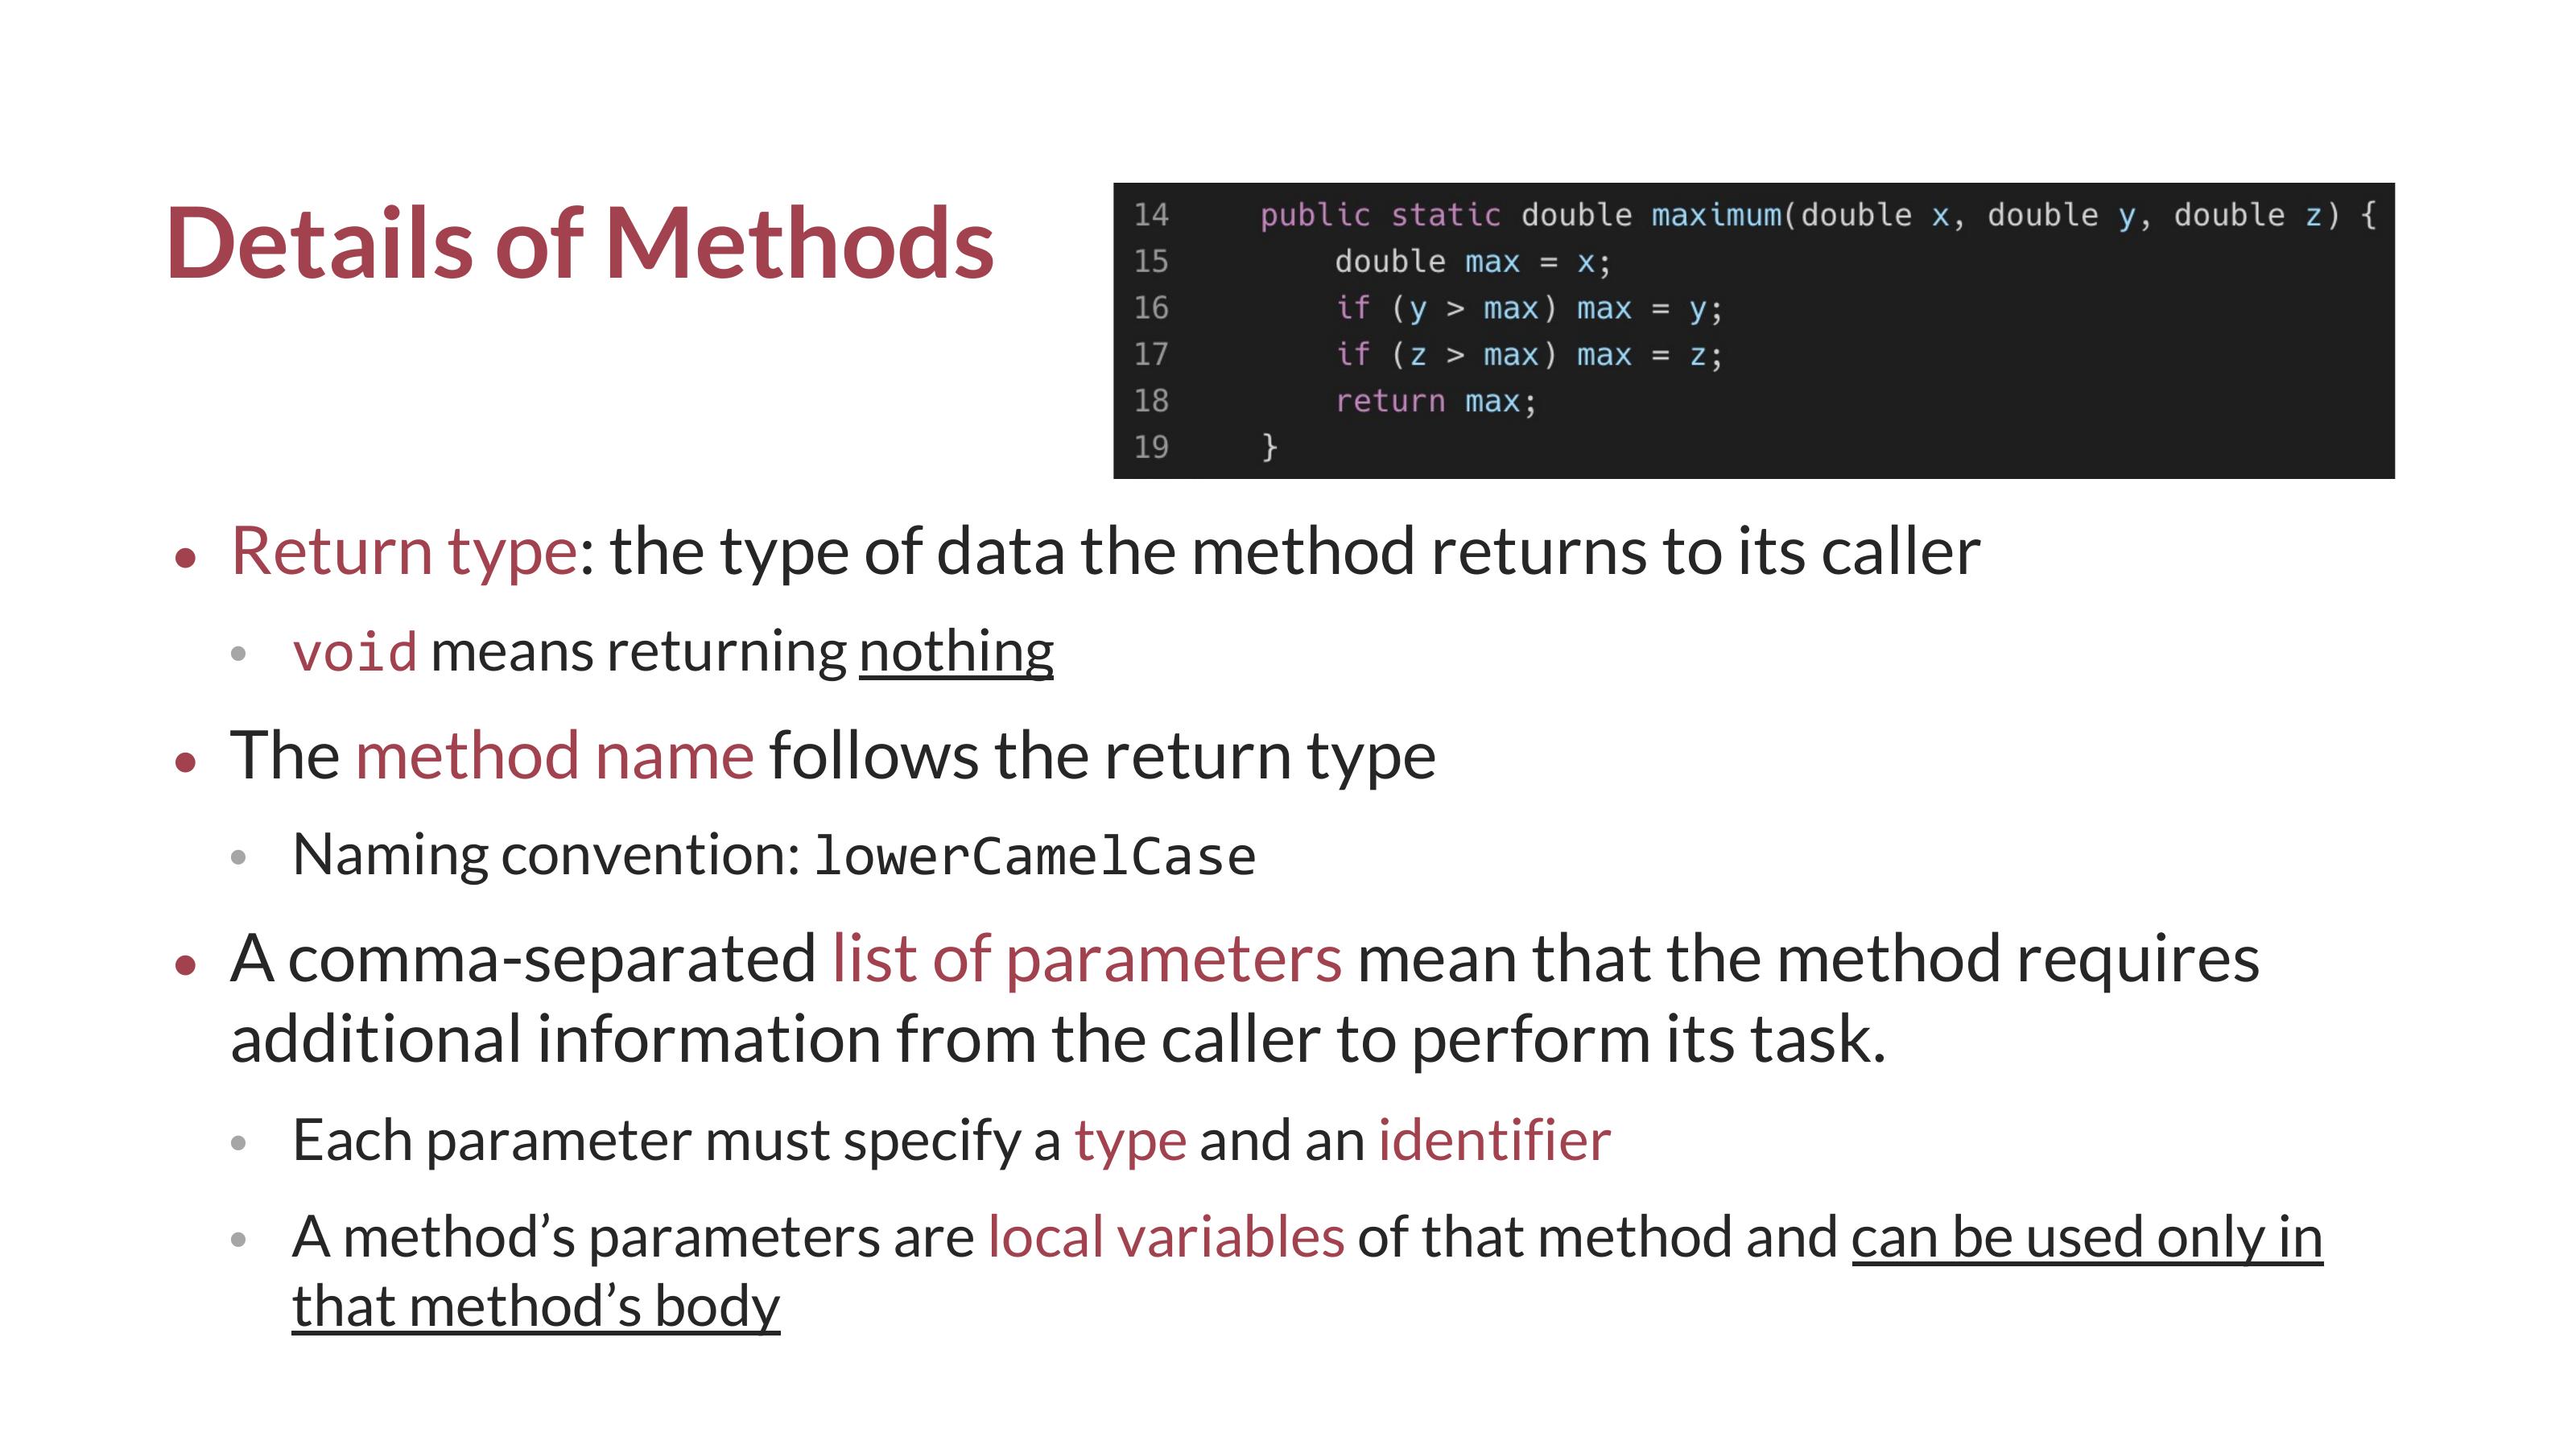 Details of Methods
14 public static double maximum(double x, double y, double z) {
15 double max = x;
16 if (y > max) max = y;
17 if (z > max) max = z;
18 return max;
19 }
• Return type: the type of data the method returns to its caller
• void means returning nothing
• The method name follows the return type
• Naming convention: lowerCamelCase
• A comma-separated list of parameters mean that the method requires
additional information from the caller to perform its task.
• Each parameter must specify a type and an identifier
• A method’s parameters are local variables of that method and can be used only in
that method’s body